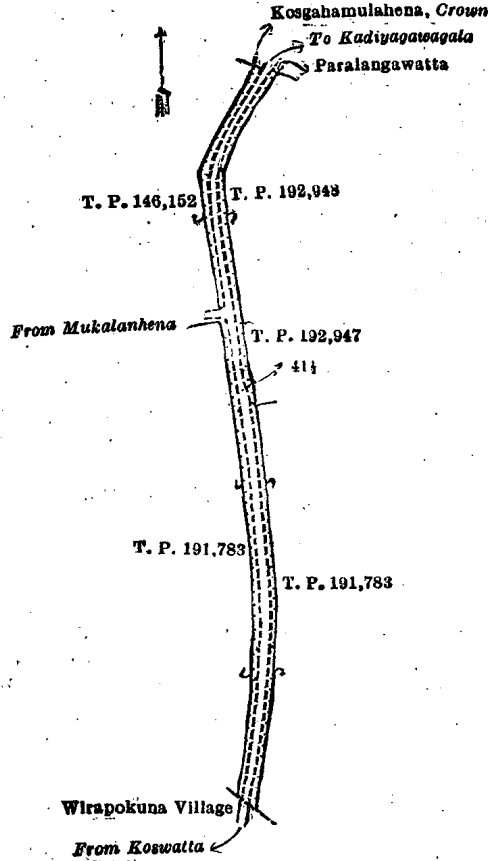 Kosgahamulahena, Crown
To Kadiyagawagala
Paralangawatta
T. P. 146,152
T. P. 192,948
From Mukalanhena
T. P. 192,947
41½
T. P. 191,783
T. P. 191,783
Wirapokuna Village
From Koswatta